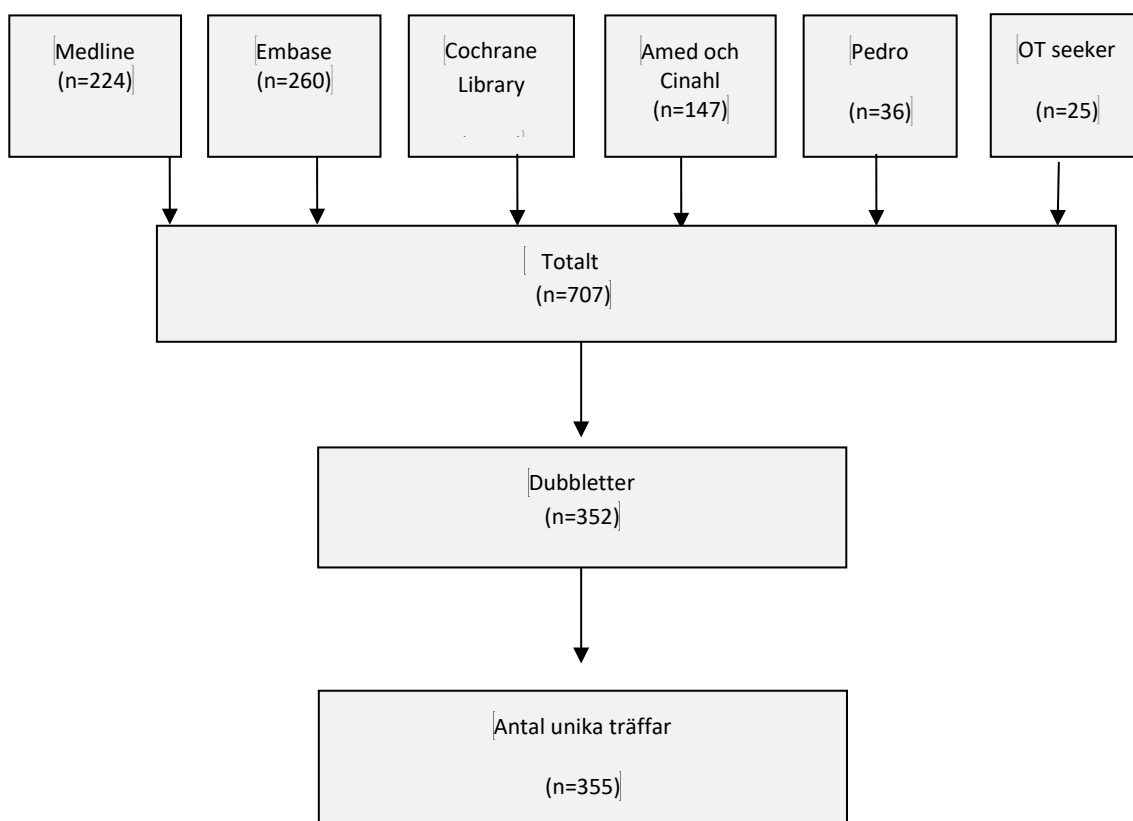 Medline
(n=224)
Embase
(n=260)
Cochrane
Library
Amed och
Cinahl
(n=147)
Pedro
(n=36)
OT seeker
(n=25)
Totalt
(n=707)
Dubbletter
(n=352)
Antal unika träffar
(n=355)